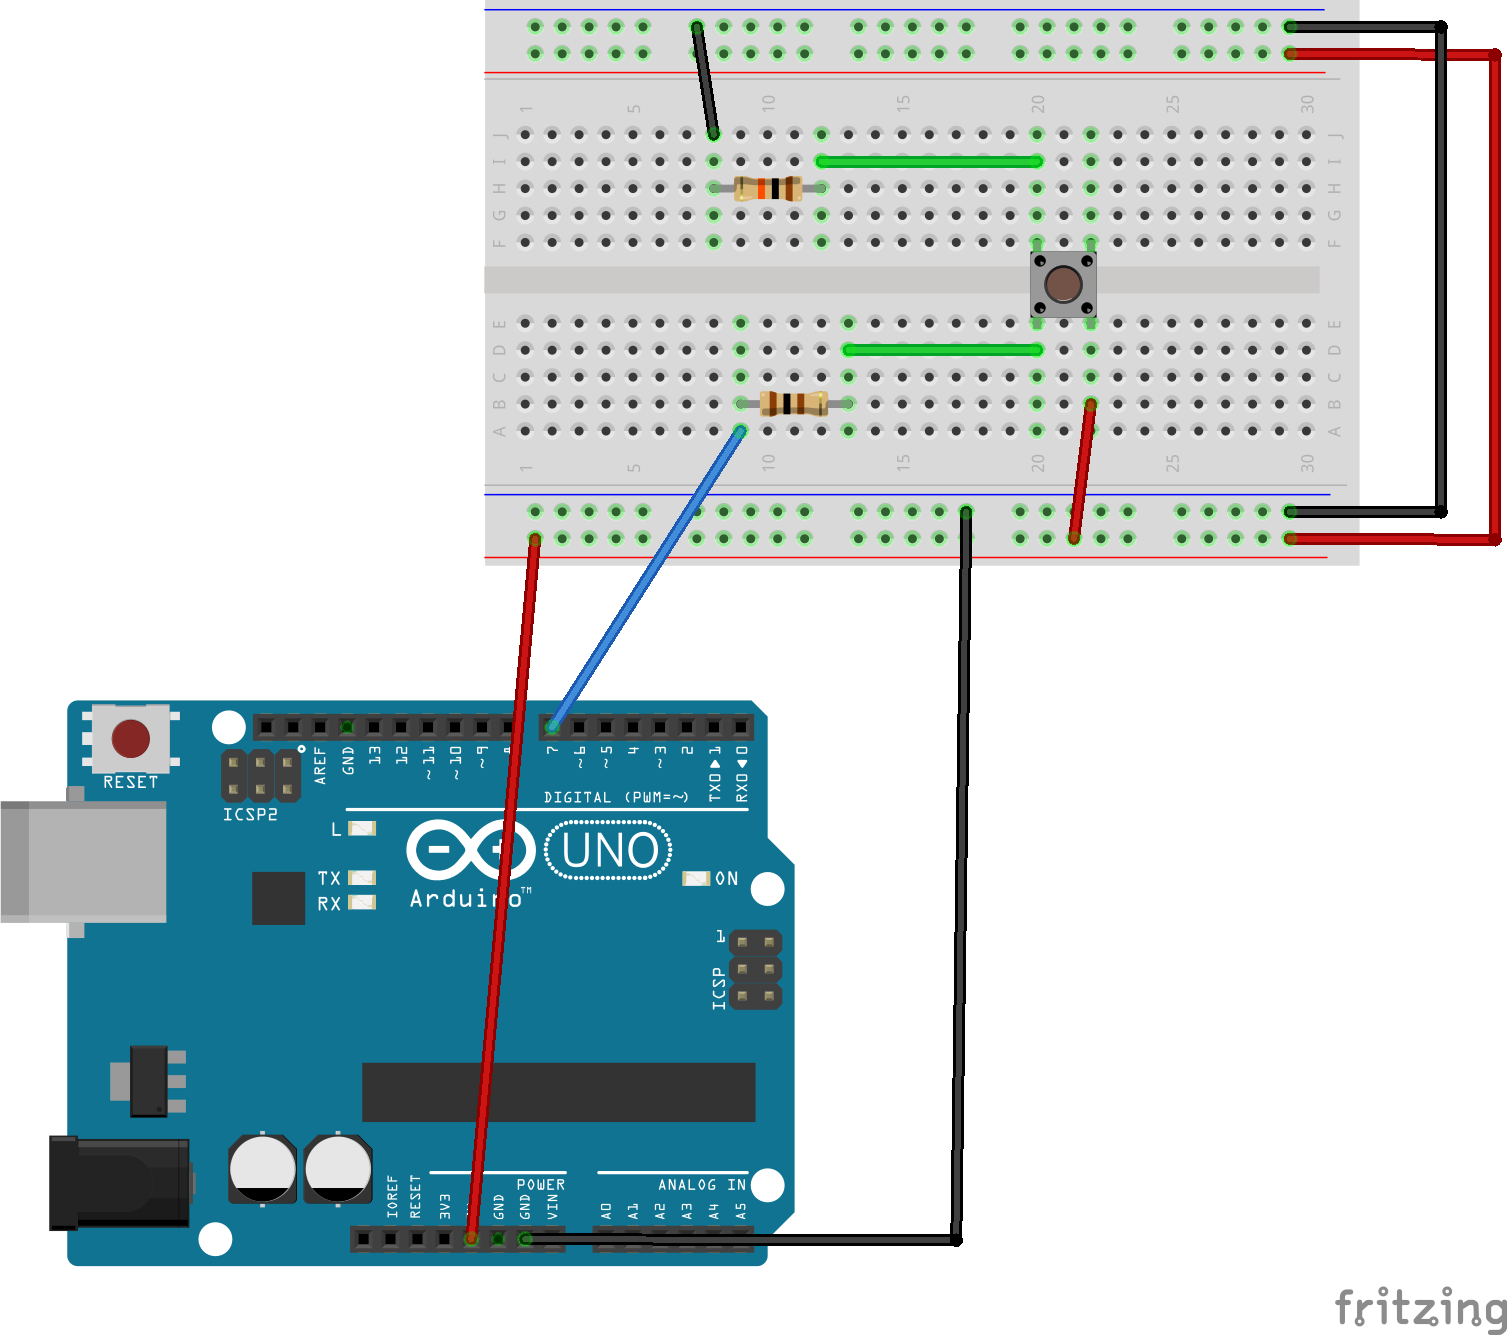 1 5 10 15 20 25 30
J J
I I
H H
G G
F F
E E
D D
C C
B B
A A
1 5 10 15 20 25 30
RESET
ICSP2
AREF
GND
13
12
~11
~10
~9
7
~6
~5
4
~3
2
TX0▶1
RX0◀0
DIGITAL (PWM=~)
L
TX
RX
UNO
Arduino™
ON
1
ICSP
IOREF
RESET
3V3
GND
GND
VIN
POWER
A0
A1
A2
A3
A4
A5
ANALOG IN
fritzing